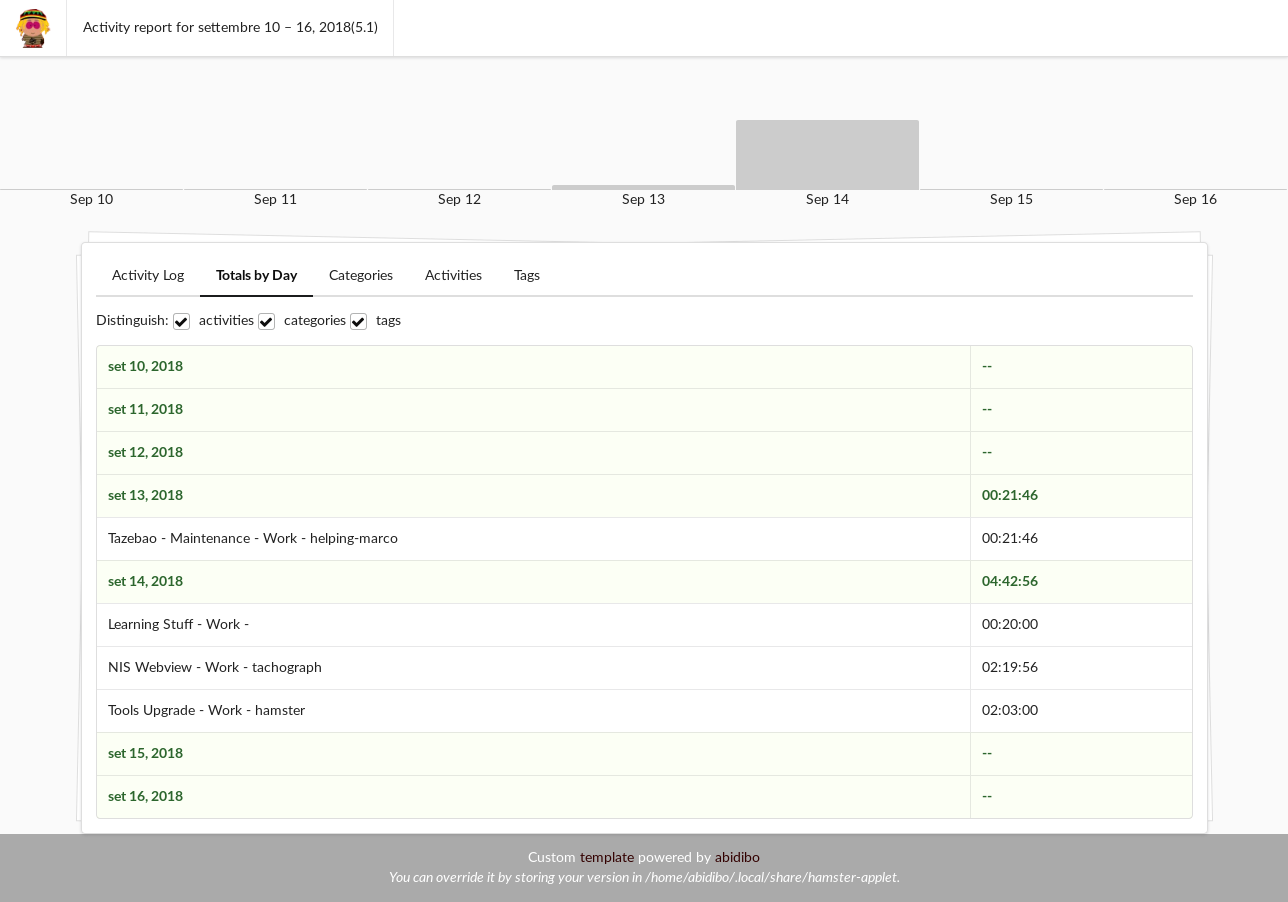 Activity report for settembre 10 – 16, 2018(5.1)
Sep 10 Sep 11 Sep 12 Sep 13 Sep 14 Sep 15 Sep 16
Activity Log Totals by Day Categories Activities Tags
Distinguish: activities categories tags
set 10, 2018 --
set 11, 2018 --
set 12, 2018 --
set 13, 2018 00:21:46
Tazebao - Maintenance - Work - helping-marco 00:21:46
set 14, 2018 04:42:56
Learning Stuff - Work - 00:20:00
NIS Webview - Work - tachograph 02:19:56
Tools Upgrade - Work - hamster 02:03:00
set 15, 2018 --
set 16, 2018 --
Custom template powered by abidibo
You can override it by storing your version in /home/abidibo/.local/share/hamster-applet.